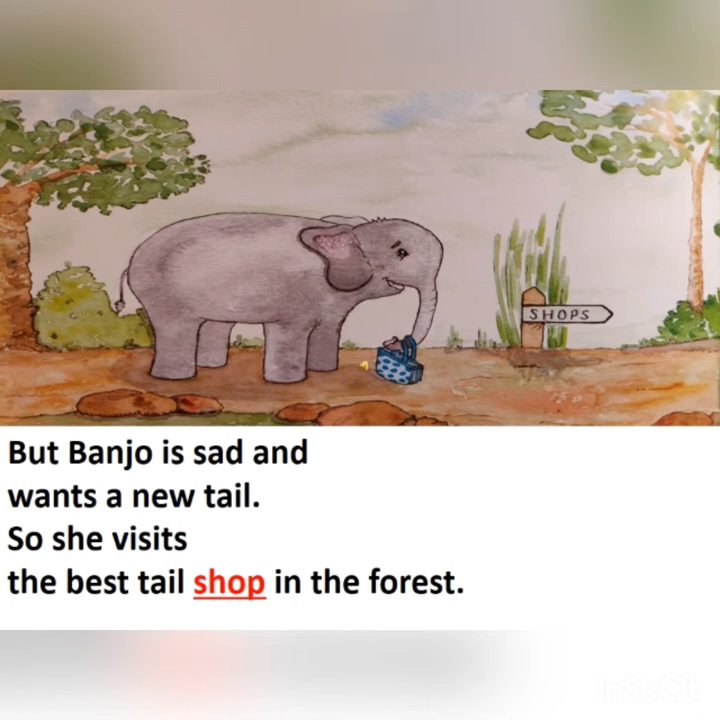 SHOPS
But Banjo is sad and
wants a new tail.
So she visits
the best tail shop in the forest.
InShOt